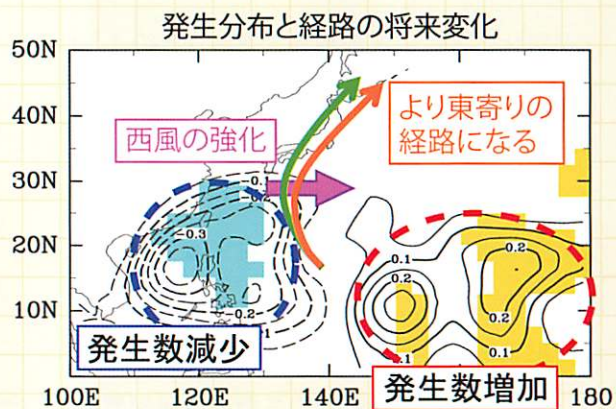 発生分布と経路の将来変化
50N
40N
30N
20N
10N
西風の強化
より東寄りの
経路になる
-0.3
0.2
0.1
0.2
0.1
0.2
0.2
0.1
発生数減少
発生数増加
100E
120E
140E
180